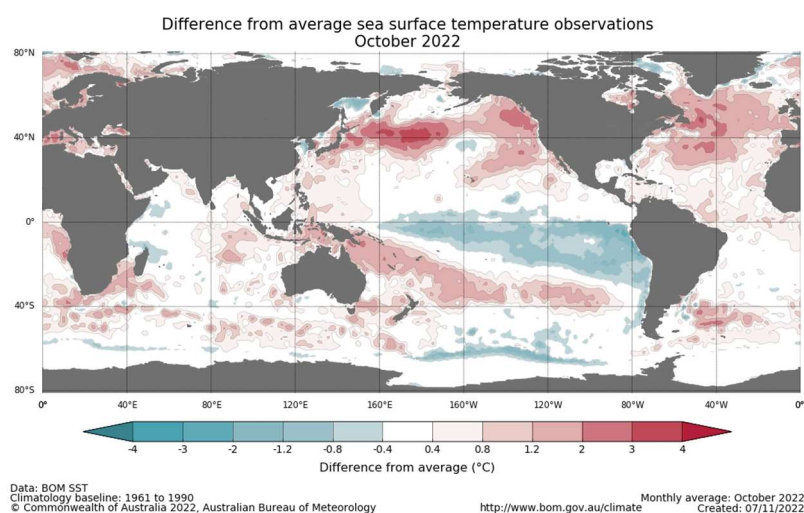 Difference from average sea surface temperature observations
October 2022
80°N
40°N
0°
40°S
80°S
0° 40°E 80°E 120°E 160°E 160°W 120°W 80°W 40°W 0°
-4 -3 -2 -1.2 -0.8 -0.4 0.4 0.8 1.2 2 3 4
Difference from average (°C)
Data: BOM SST
Climatology baseline: 1961 to 1990
© Commonwealth of Australia 2022, Australian Bureau of Meteorology
http://www.bom.gov.au/climate
Monthly average: October 2022
Created: 07/11/2022